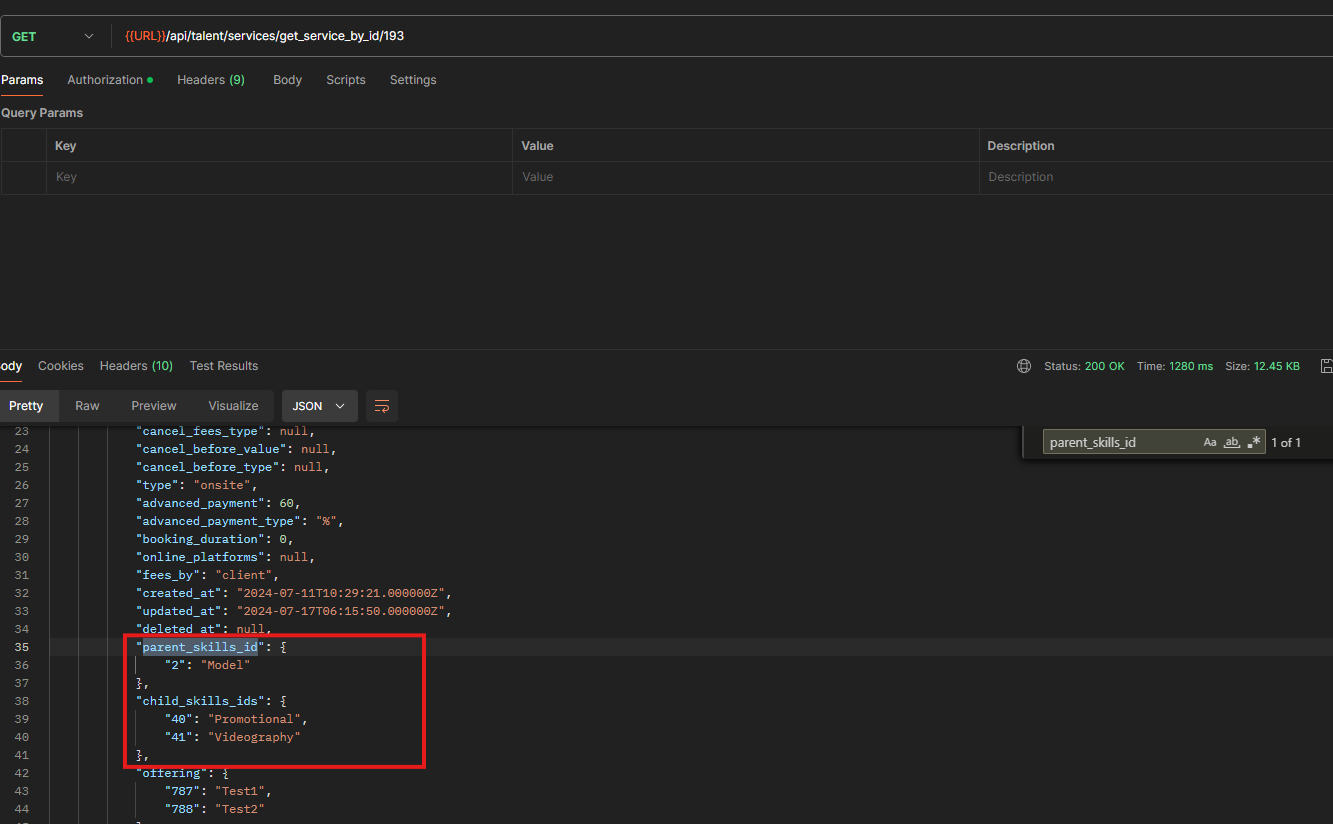 GET {{URL}}/api/talent/services/get_service_by_id/193
Params Authorization Headers (9) Body Scripts Settings
Query Params
Key Value Description
Key Value Description
ody Cookies Headers (10) Test Results Status: 200 OK Time: 1280 ms Size: 12.45 KB
Pretty Raw Preview Visualize JSON
parent_skills_id Aa ab .* 1 of 1
23 "cancel_fees_type": null,
24 "cancel_before_value": null,
25 "cancel_before_type": null,
26 "type": "onsite",
27 "advanced_payment": 60,
28 "advanced_payment_type": "%",
29 "booking_duration": 0,
30 "online_platforms": null,
31 "fees_by": "client",
32 "created_at": "2024-07-11T10:29:21.000000Z",
33 "updated_at": "2024-07-17T06:15:50.000000Z",
34 "deleted_at": null,
35 "parent_skills_id": {
36 "2": "Model"
37 },
38 "child_skills_ids": {
39 "40": "Promotional",
40 "41": "Videography"
41 },
42 "offering": {
43 "787": "Test1",
44 "788": "Test2"